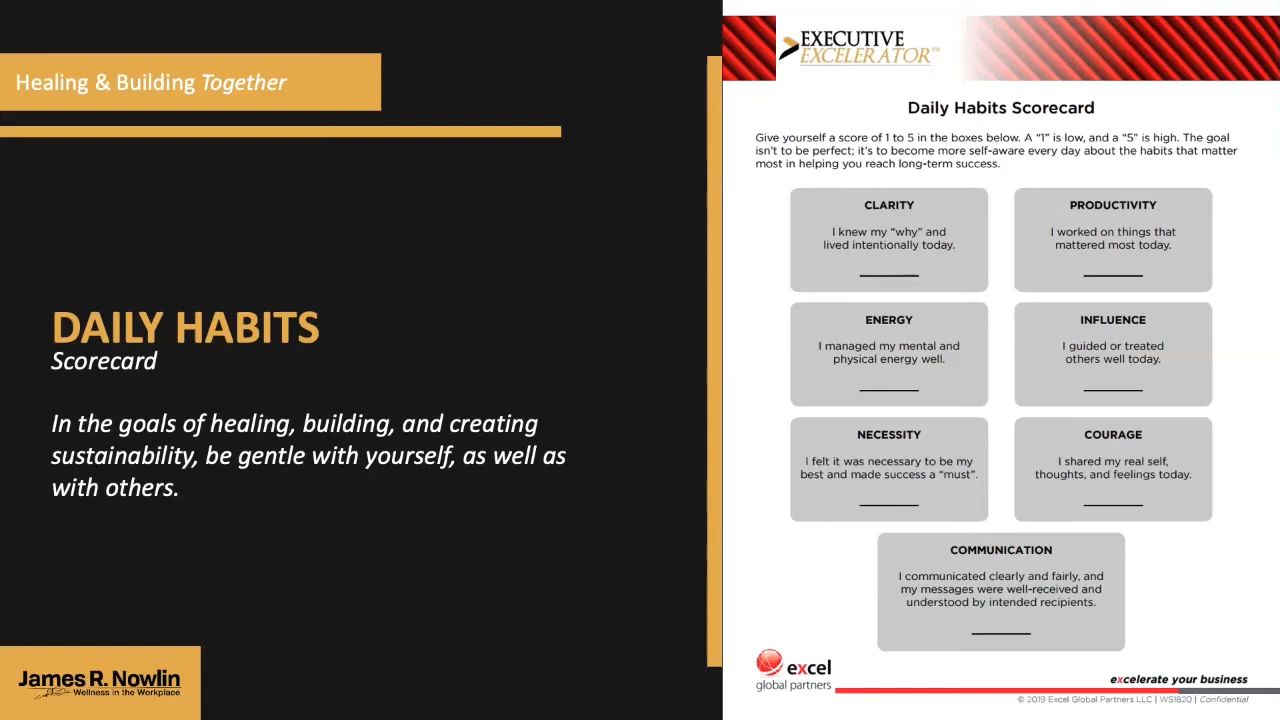 Healing & Building Together
DAILY HABITS
Scorecard
In the goals of healing, building, and creating
sustainability, be gentle with yourself, as well as
with others.
James R. Nowlin
Wellness in the Workplace
EXECUTIVE
EXCELERATOR™
Daily Habits Scorecard
Give yourself a score of 1 to 5 in the boxes below. A “1” is low, and a “5” is high. The goal
isn’t to be perfect; it’s to become more self-aware every day about the habits that matter
most in helping you reach long-term success.
CLARITY
I knew my “why” and
lived intentionally today.
PRODUCTIVITY
I worked on things that
mattered most today.
ENERGY
I managed my mental and
physical energy well.
INFLUENCE
I guided or treated
others well today.
NECESSITY
I felt it was necessary to be my
best and made success a “must”.
COURAGE
I shared my real self,
thoughts, and feelings today.
COMMUNICATION
I communicated clearly and fairly, and
my messages were well-received and
understood by intended recipients.
excel
global partners
excelerate your business
© 2019 Excel Global Partners LLC | WS1820 | Confidential